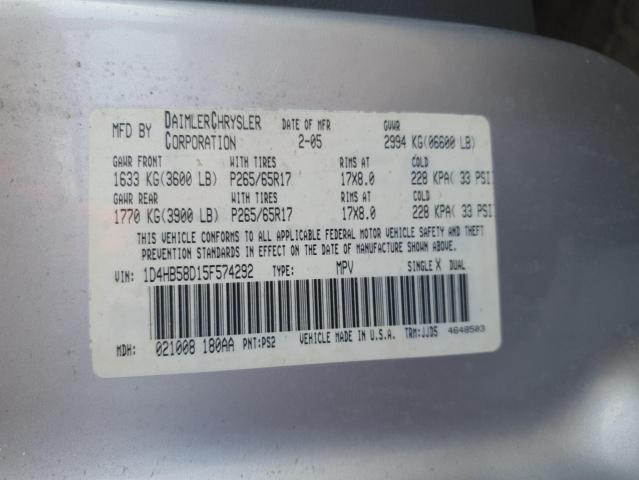 MFD BY DAIMLERCHRYSLER CORPORATION DATE OF MFR 2-05 GVWR 2994 KG(06600 LB)
GAWR FRONT WITH TIRES RIMS AT COLD
1633 KG(3600 LB) P265/65R17 17X8.0 228 KPA( 33 PSI
GAWR REAR WITH TIRES RIMS AT COLD
1770 KG(3900 LB) P265/65R17 17X8.0 228 KPA( 33 PSI
THIS VEHICLE CONFORMS TO ALL APPLICABLE FEDERAL MOTOR VEHICLE SAFETY AND THEFT
PREVENTION STANDARDS IN EFFECT ON THE DATE OF MANUFACTURE SHOWN ABOVE.
VIN: 1D4HB58D15F574292 TYPE: MPV SINGLE X DUAL
MDH: 021008 180AA PNT:PS2 VEHICLE MADE IN U.S.A. TRM:JJD5 4648503